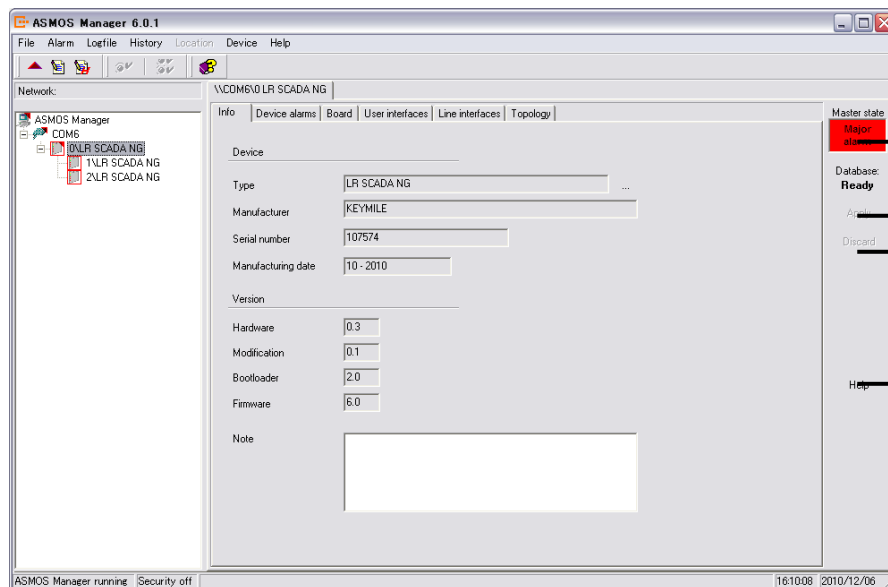 ASMOS Manager 6.0.1
File Alarm Logfile History Location Device Help
Network:
ASMOS Manager
COM6
0\LR SCADA NG
1\LR SCADA NG
2\LR SCADA NG
\\COM6\0 LR SCADA NG
Info Device alarms Board User interfaces Line interfaces Topology
Device
Type LR SCADA NG ...
Manufacturer KEYMILE
Serial number 107574
Manufacturing date 10 - 2010
Version
Hardware 0.3
Modification 0.1
Bootloader 2.0
Firmware 6.0
Note
Master state
Major
alarm
Database:
Ready
Apply
Discard
Help
ASMOS Manager running Security off 16:10:08 2010/12/06